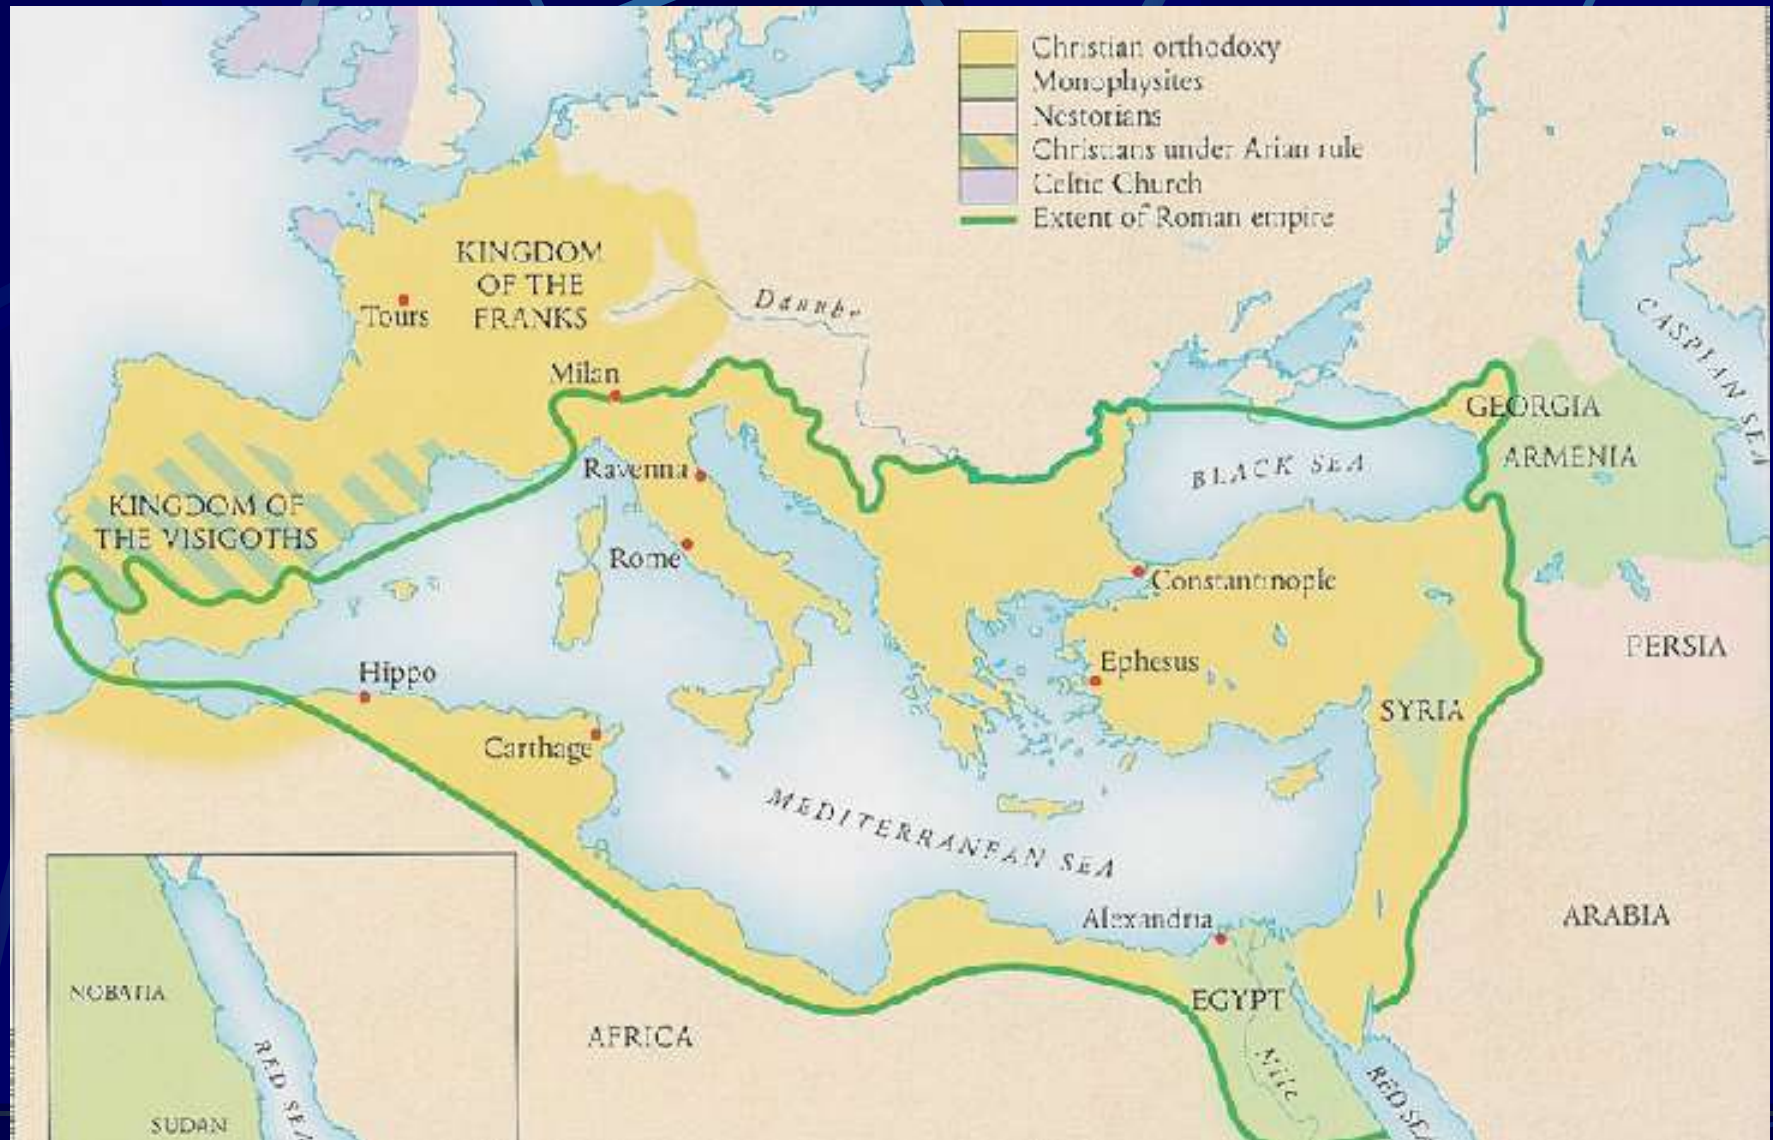 Christian orthodoxy
Monophysites
Nestorians
Christians under Arian rule
Celtic Church
Extent of Roman empire
KINGDOM
OF THE
FRANKS
Tours
Danube
Milan
CASPIAN SEA
GEORGIA
ARMENIA
BLACK SEA
Ravenna
KINGDOM OF
THE VISIGOTHS
Rome
Constantinople
PERSIA
Hippo
Ephesus
SYRIA
Carthage
MEDITERRANEAN SEA
Alexandria
ARABIA
NOBATIA
EGYPT
AFRICA
Nile
RED SEA
RED SEA
SUDAN